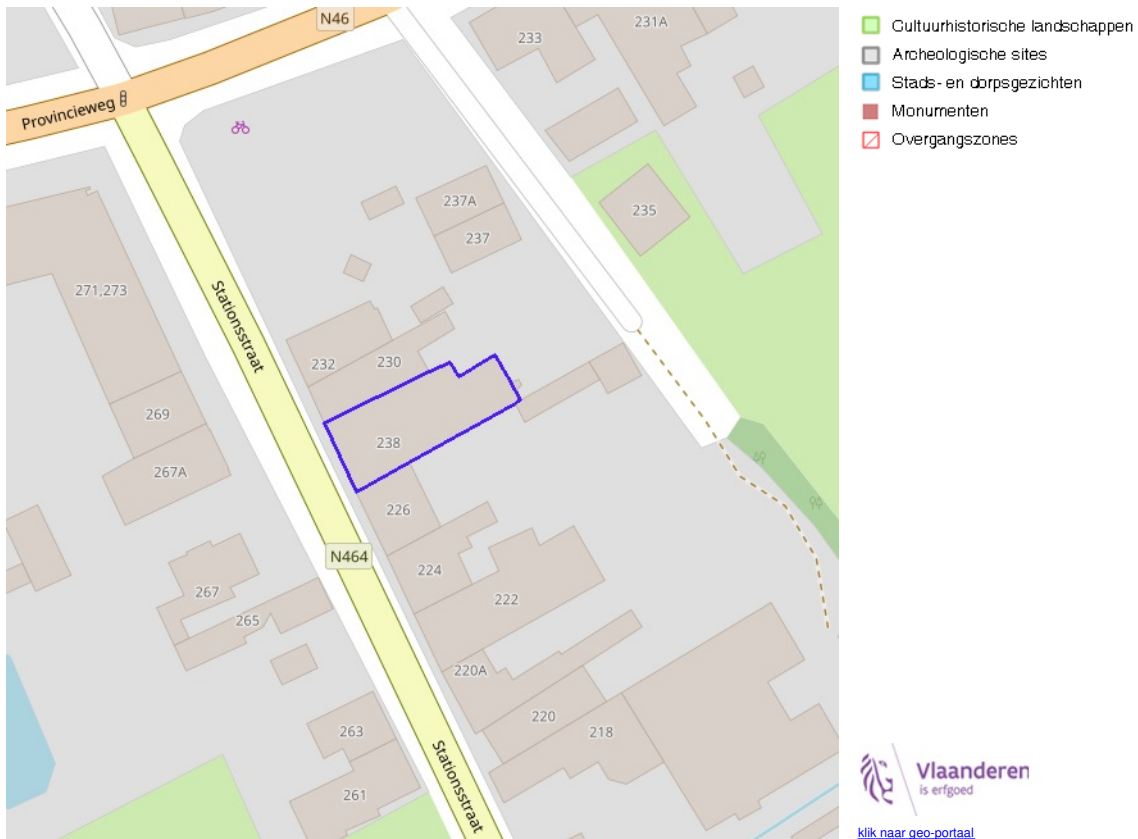 N46
233
231A
Provincieweg
237A
237
235
271,273
Stationsstraat
232
230
269
238
267A
226
N464
224
267
222
265
220A
220
218
263
261
Stationsstraat
Cultuurhistorische landschappen
Archeologische sites
Stads- en dorpsgezichten
Monumenten
Overgangszones
Vlaanderen
is erfgoed
klik naar geo-portaal